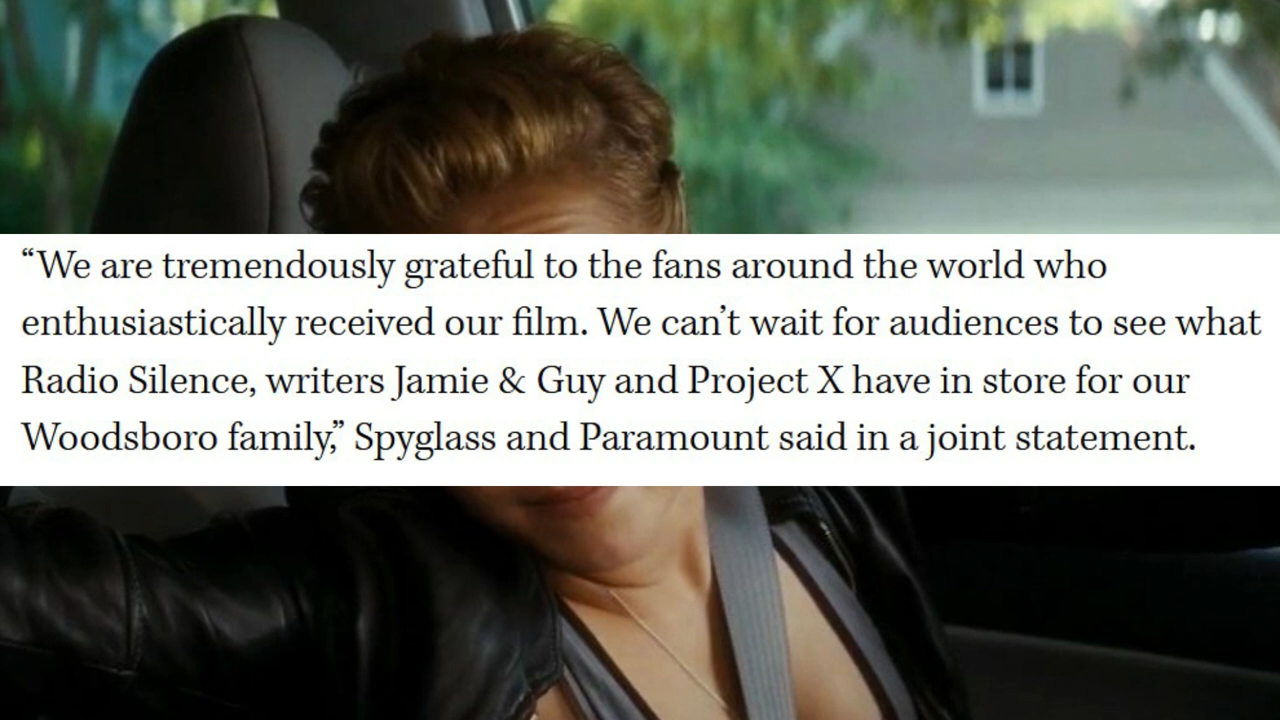 “We are tremendously grateful to the fans around the world who
enthusiastically received our film. We can’t wait for audiences to see what
Radio Silence, writers Jamie & Guy and Project X have in store for our
Woodsboro family,” Spyglass and Paramount said in a joint statement.